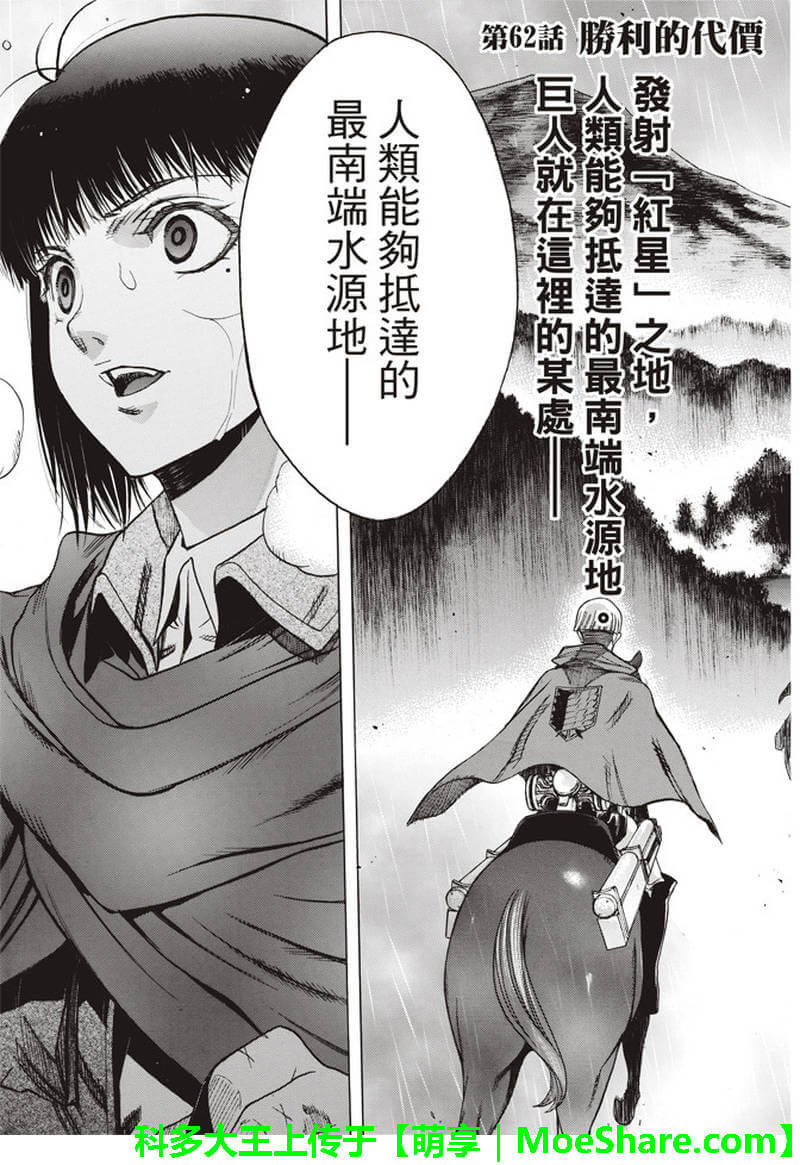 第62話 勝利的代價
發射「紅星」之地，
人類能夠抵達的最南端水源地
巨人就在這裡的某處——
人類能夠抵達的
最南端水源地——
科多大王上传于【萌享】MoeShare.com】